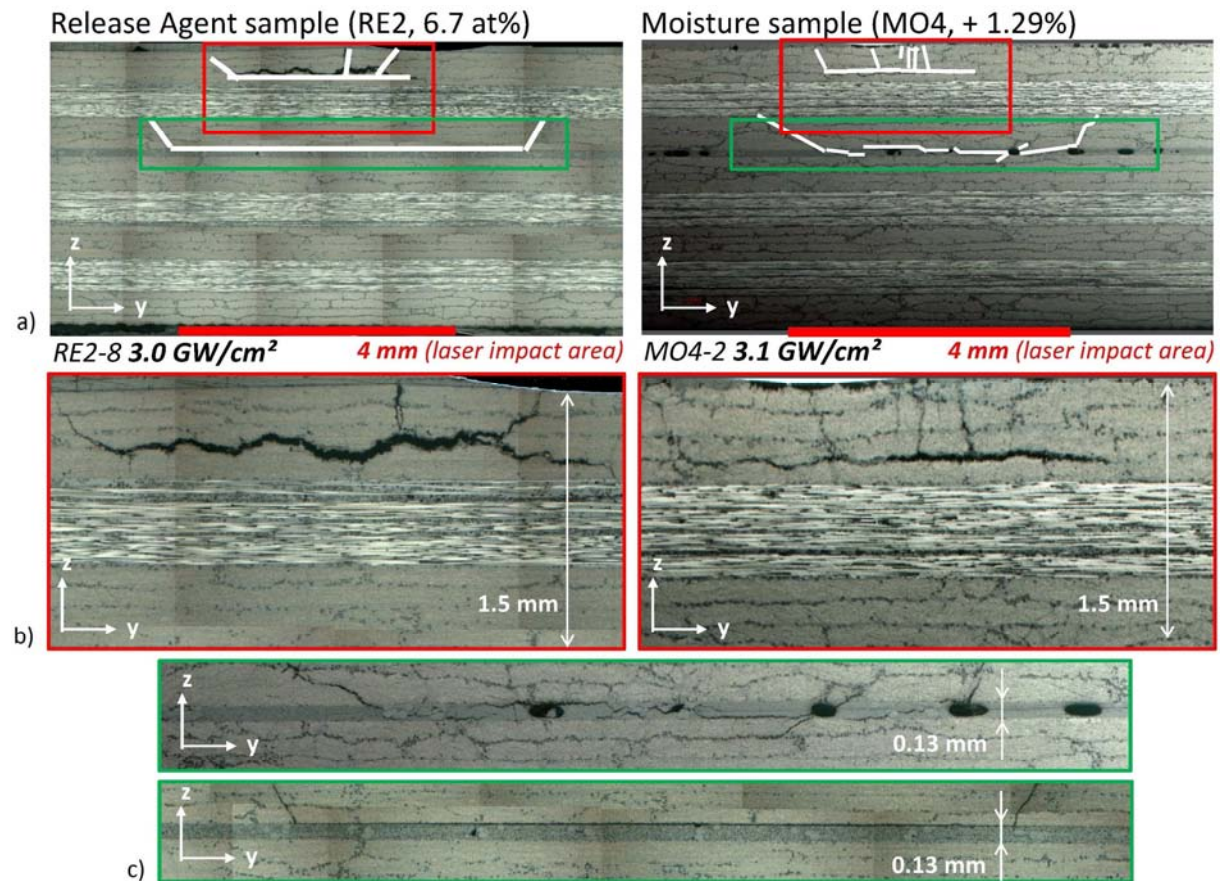 Release Agent sample (RE2, 6.7 at%)
Moisture sample (MO4, + 1.29%)
z
y
z
y
a)
RE2-8 3.0 GW/cm²
4 mm (laser impact area)
MO4-2 3.1 GW/cm²
4 mm (laser impact area)
1.5 mm
z
y
1.5 mm
z
y
b)
z
y
0.13 mm
z
y
0.13 mm
c)